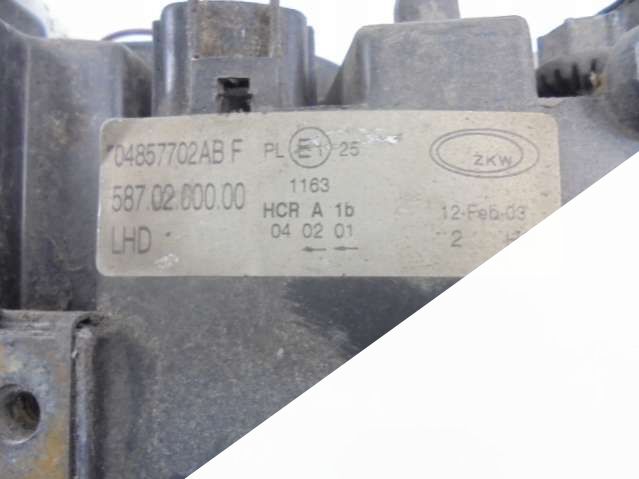 04857702AB F PL E1 25 ZKW
587.02.600.00 1163
HCR A 1b 12-Feb-03
LHD 04 02 01 2